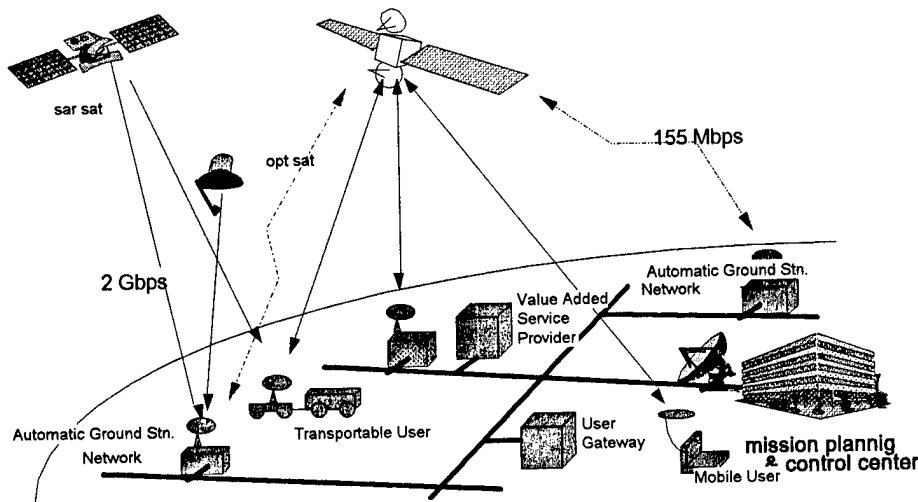 sar sat
opt sat
155 Mbps
2 Gbps
Automatic Ground Stn.
Network
Value Added
Service
Provider
Automatic Ground Stn.
Network
Transportable User
User
Gateway
Mobile User
mission plannig
& control center